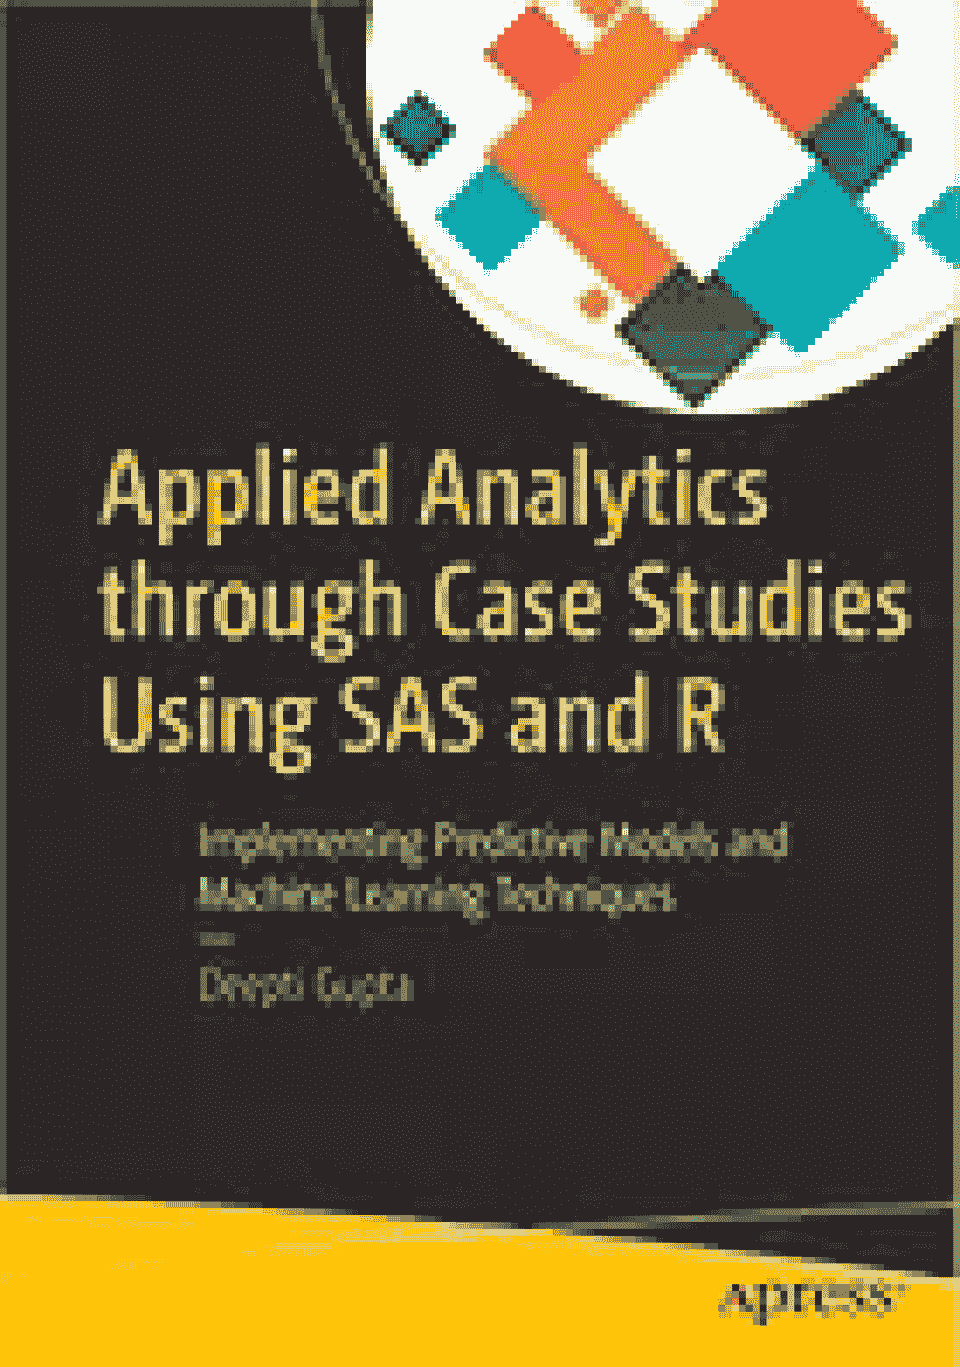 Applied Analytics
through Case Studies
Using SAS and R
Implementing Predictive Models and
Machine Learning Techniques
—
Deepti Gupta
apress®